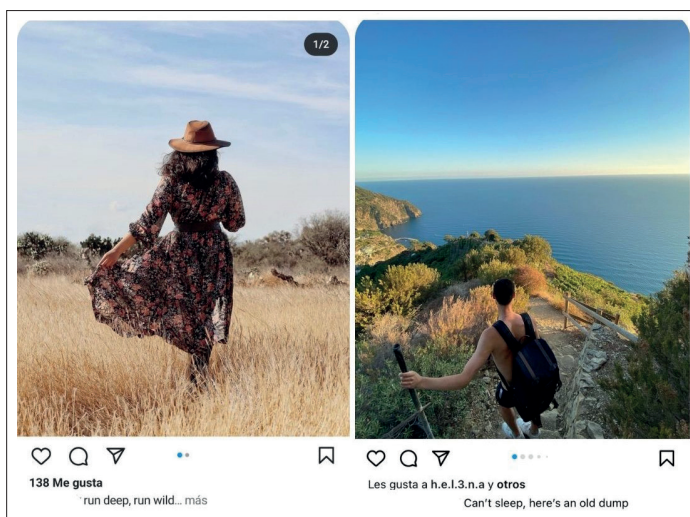 1/2
138 Me gusta
run deep, run wild... más
Les gusta a h.e.l.3.n.a y otros
Can't sleep, here's an old dump